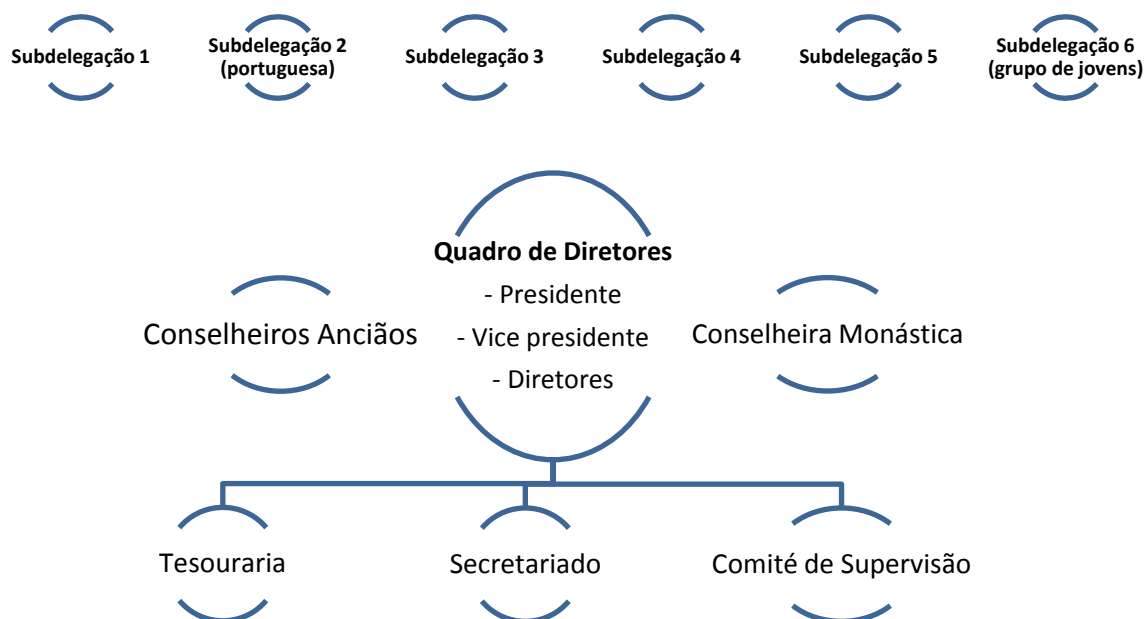 Subdelegação 1
Subdelegação 2
(portuguesa)
Subdelegação 3
Subdelegação 4
Subdelegação 5
Subdelegação 6
(grupo de jovens)
Quadro de Diretores
- Presidente
- Vice presidente
- Diretores
Conselheiros Anciãos
Conselheira Monástica
Tesouraria
Secretariado
Comité de Supervisão